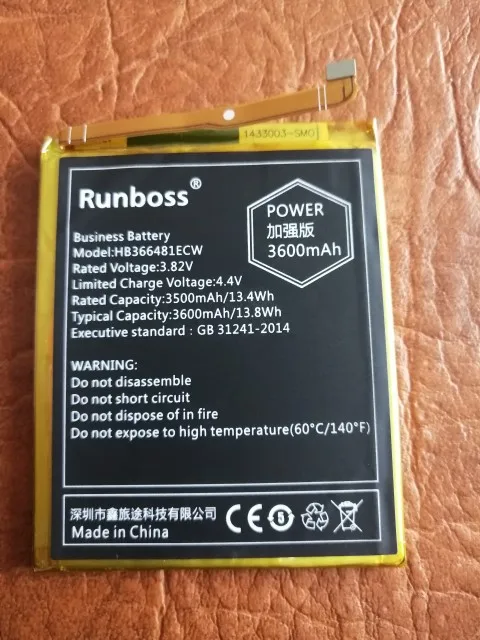 1433003-SMO
Runboss®
POWER
加强版
3600mAh
Business Battery
Model:HB366481ECW
Rated Voltage:3.82V
Limited Charge Voltage:4.4V
Rated Capacity:3500mAh/13.4Wh
Typical Capacity:3600mAh/13.8Wh
Executive standard : GB 31241-2014
WARNING:
Do not disassemble
Do not short circuit
Do not dispose of in fire
Do not expose to high temperature(60°C/140°F)
深圳市鑫旅途科技有限公司
Made in China
CE